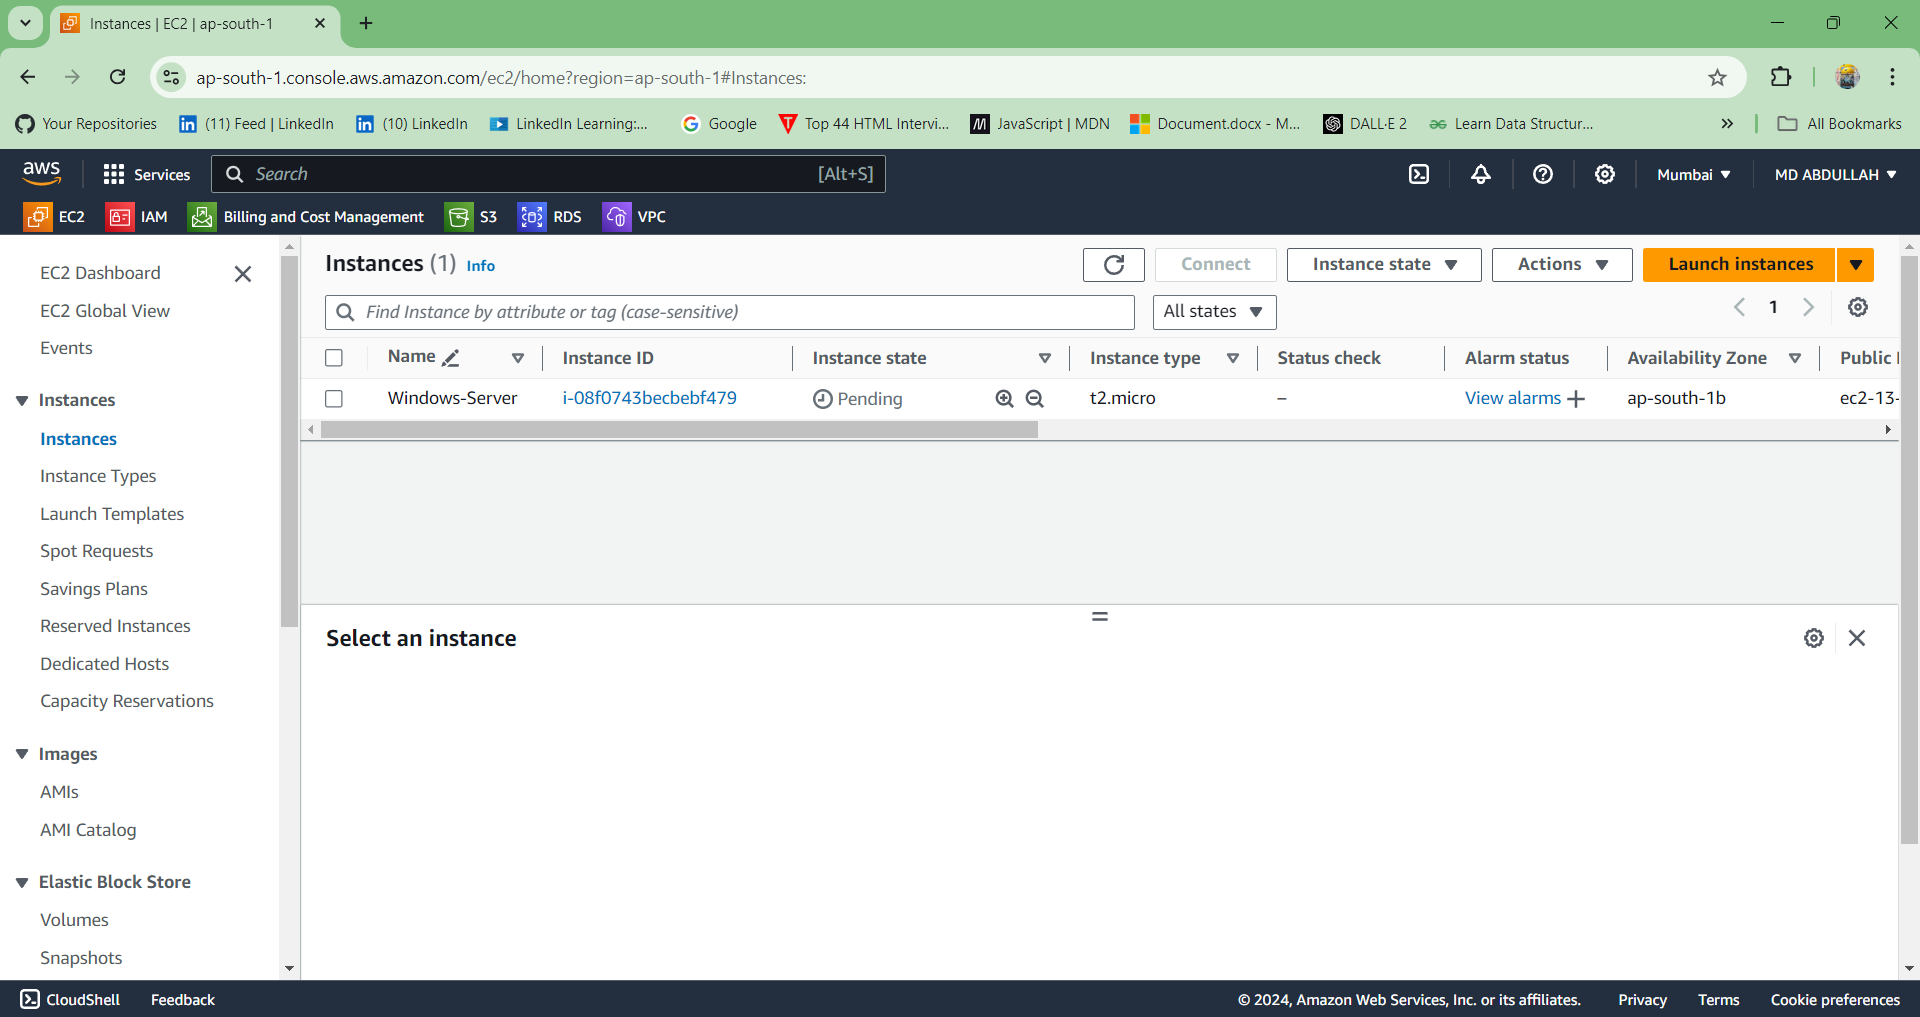 Instances | EC2 | ap-south-1
ap-south-1.console.aws.amazon.com/ec2/home?region=ap-south-1#Instances:
Your Repositories
(11) Feed | LinkedIn
(10) LinkedIn
LinkedIn Learning:...
Google
Top 44 HTML Intervi...
JavaScript | MDN
Document.docx - M...
DALL·E 2
Learn Data Structur...
All Bookmarks
aws
Services
Search
[Alt+S]
Mumbai
MD ABDULLAH
EC2
IAM
Billing and Cost Management
S3
RDS
VPC
EC2 Dashboard
EC2 Global View
Events
Instances
Instances
Instance Types
Launch Templates
Spot Requests
Savings Plans
Reserved Instances
Dedicated Hosts
Capacity Reservations
Images
AMIs
AMI Catalog
Elastic Block Store
Volumes
Snapshots
Instances (1) Info
Connect
Instance state
Actions
Launch instances
Find Instance by attribute or tag (case-sensitive)
All states
1
Name
Instance ID
Instance state
Instance type
Status check
Alarm status
Availability Zone
Public I
Windows-Server
i-08f0743becbebf479
Pending
t2.micro
–
View alarms +
ap-south-1b
ec2-13-
Select an instance
CloudShell
Feedback
© 2024, Amazon Web Services, Inc. or its affiliates.
Privacy
Terms
Cookie preferences